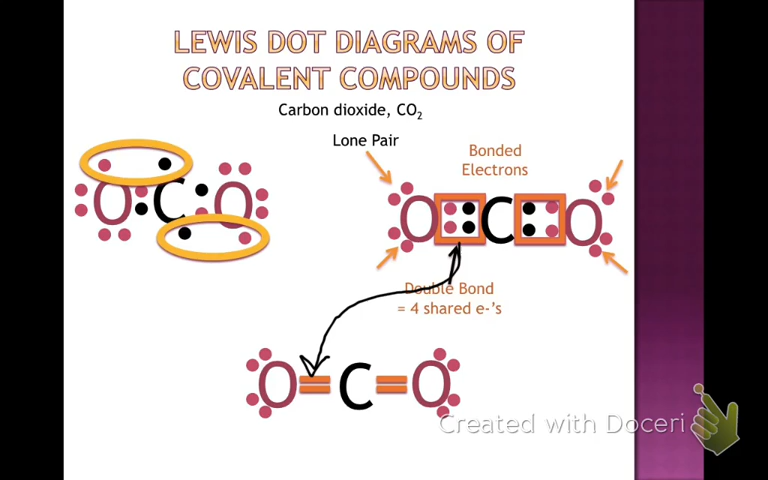 LEWIS DOT DIAGRAMS OF
COVALENT COMPOUNDS
Carbon dioxide, CO₂
Lone Pair
Bonded
Electrons
O C O
O C O
Double Bond
= 4 shared e-'s
O=C=O
Created with Doceri